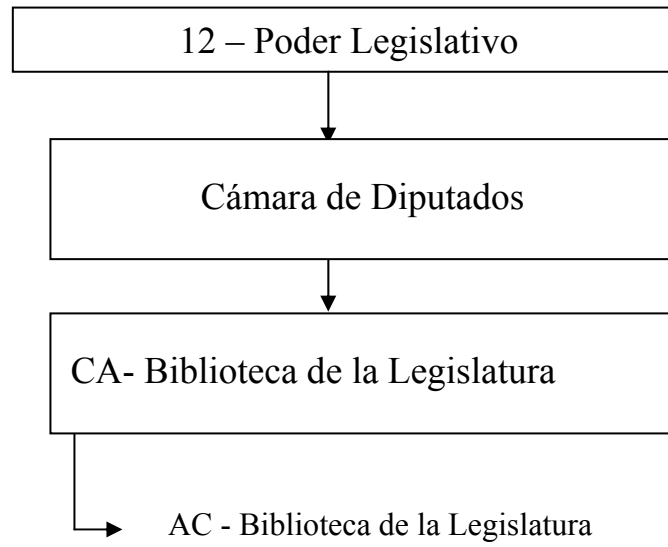 12 – Poder Legislativo
Cámara de Diputados
CA- Biblioteca de la Legislatura
AC - Biblioteca de la Legislatura